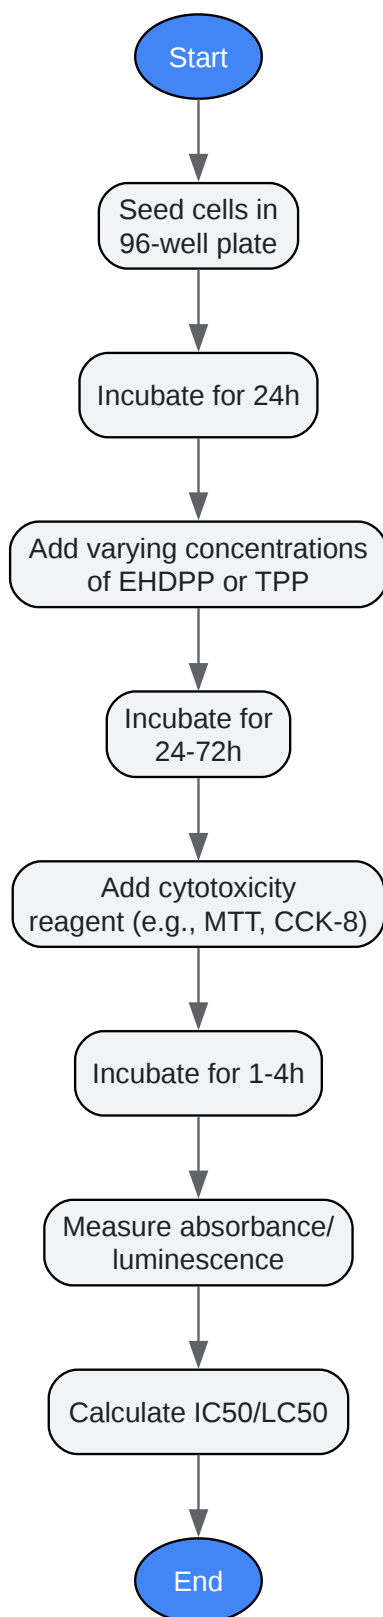 Start
Seed cells in
96-well plate
Incubate for 24h
Add varying concentrations
of EHDPP or TPP
Incubate for
24-72h
Add cytotoxicity
reagent (e.g., MTT, CCK-8)
Incubate for 1-4h
Measure absorbance/
luminescence
Calculate IC50/LC50
End